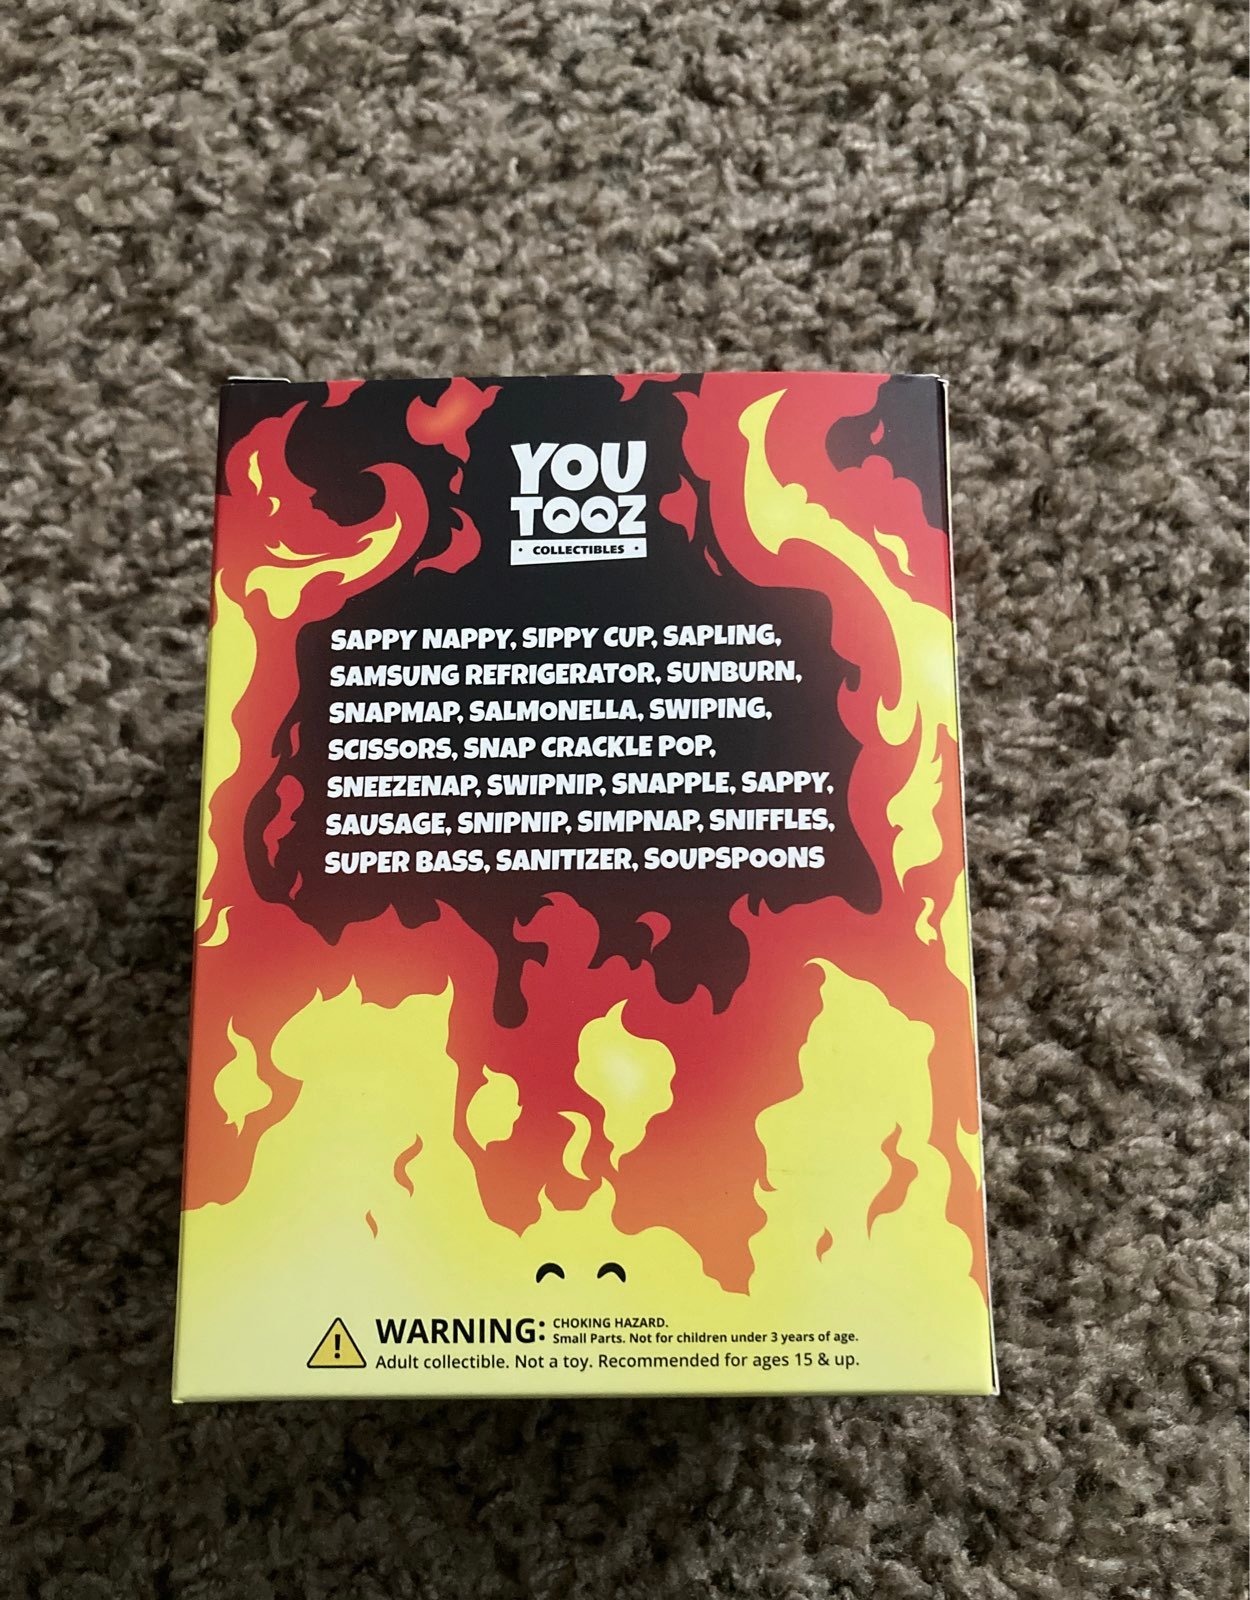 YOU
TOOZ
· COLLECTIBLES ·
SAPPY NAPPY, SIPPY CUP, SAPLING,
SAMSUNG REFRIGERATOR, SUNBURN,
SNAPMAP, SALMONELLA, SWIPING,
SCISSORS, SNAP CRACKLE POP,
SNEEZENAP, SWIPNIP, SNAPPLE, SAPPY,
SAUSAGE, SNIPNIP, SIMPNAP, SNIFFLES,
SUPER BASS, SANITIZER, SOUPSPOONS
WARNING: CHOKING HAZARD.
Small Parts. Not for children under 3 years of age.
Adult collectible. Not a toy. Recommended for ages 15 & up.